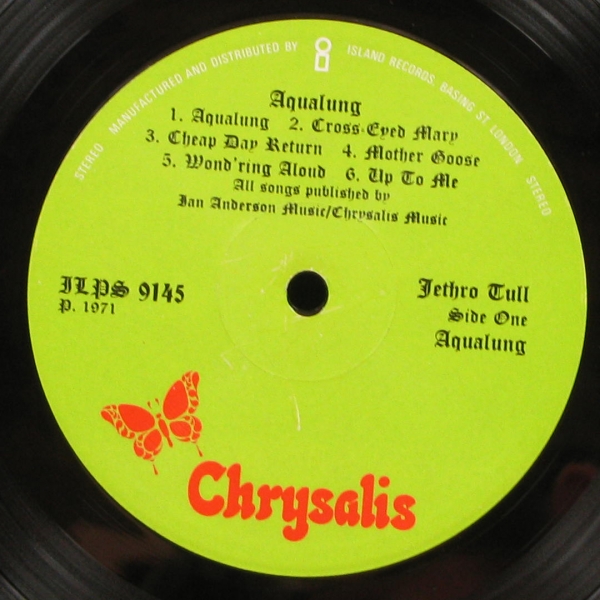 STEREO MANUFACTURED AND DISTRIBUTED BY ISLAND RECORDS, BASING ST. LONDON STEREO
Aqualung
1. Aqualung 2. Cross-Eyed Mary
3. Cheap Day Return 4. Mother Goose
5. Wond'ring Aloud 6. Up To Me
All songs published by
Ian Anderson Music/Chrysalis Music
ILPS 9145
P. 1971
Jethro Tull
Side One
Aqualung
Chrysalis